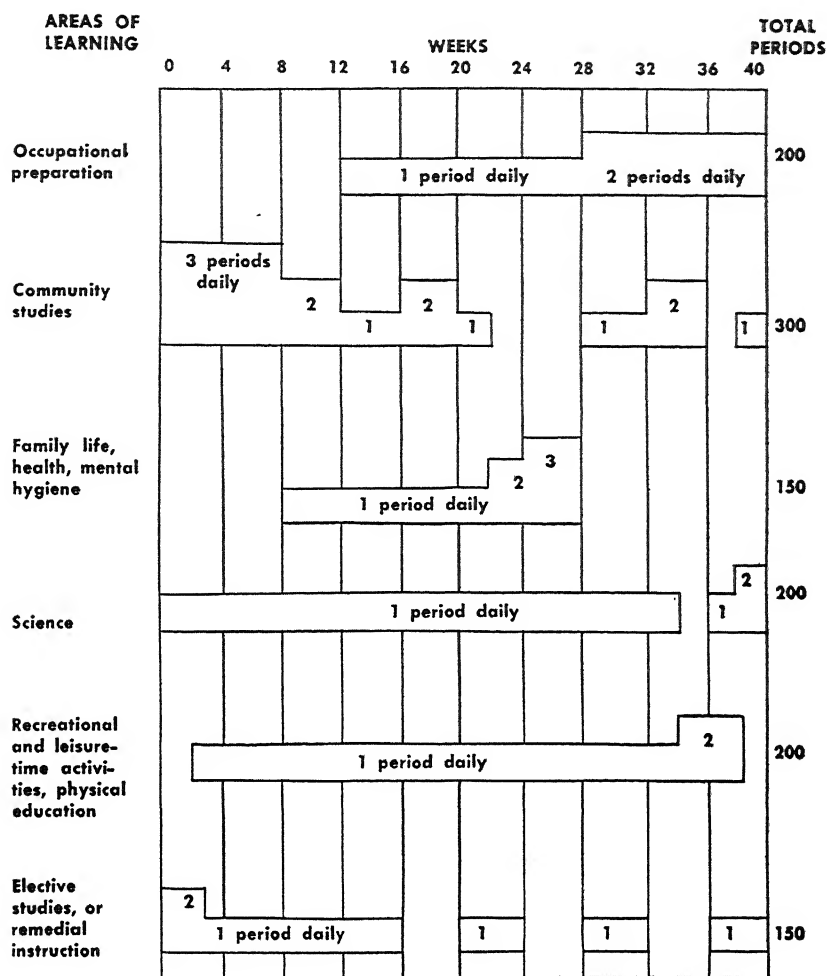 AREAS OF
LEARNING
WEEKS
TOTAL
PERIODS
0 4 8 12 16 20 24 28 32 36 40
Occupational
preparation
1 period daily
2 periods daily
200
3 periods
daily
Community
studies
2
1
2
1
1
2
1
300
Family life,
health, mental
hygiene
1 period daily
2
3
150
Science
1 period daily
1
2
200
Recreational
and leisure-
time activi-
ties, physical
education
1 period daily
2
200
Elective
studies, or
remedial
instruction
2
1 period daily
1
1
1
150